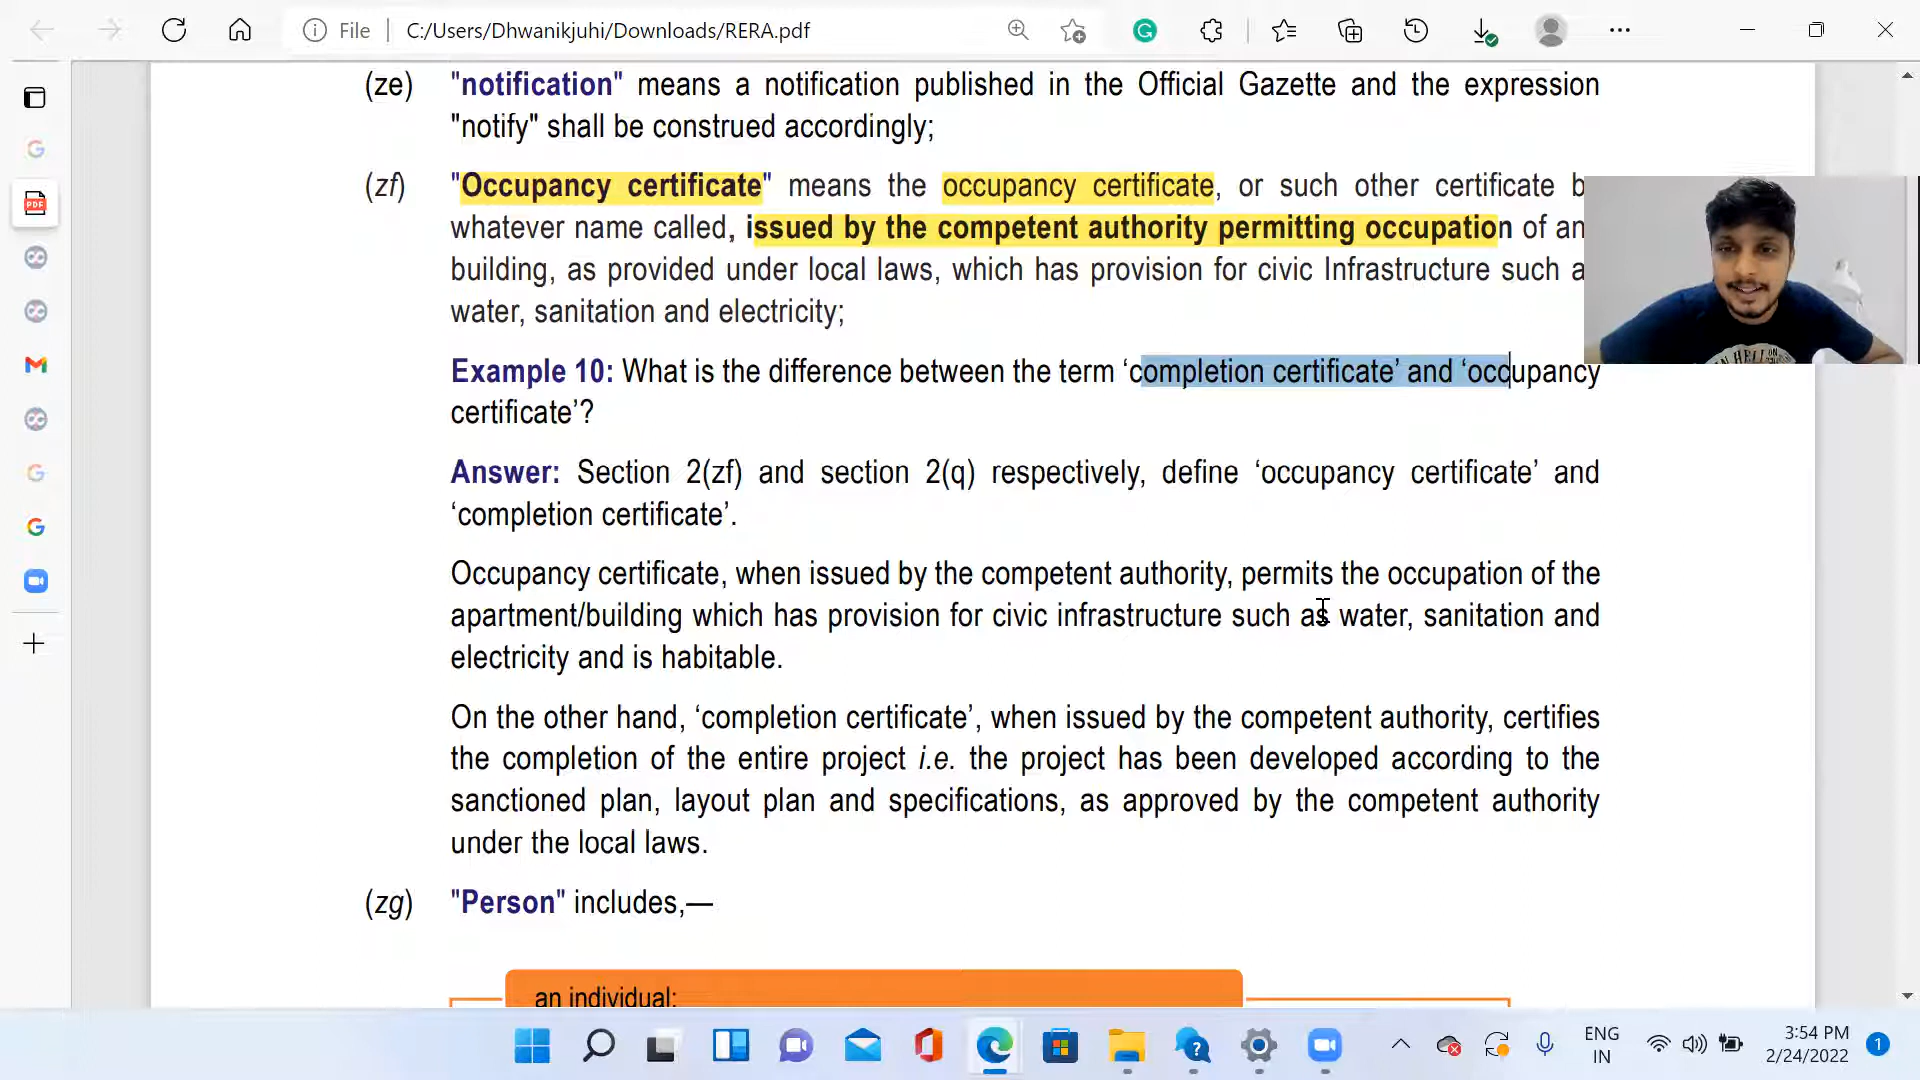 File
C:/Users/Dhwanikjuhi/Downloads/RERA.pdf
(ze) "notification" means a notification published in the Official Gazette and the expression
"notify" shall be construed accordingly;
(zf) "Occupancy certificate" means the occupancy certificate, or such other certificate b
whatever name called, issued by the competent authority permitting occupation of an
building, as provided under local laws, which has provision for civic Infrastructure such a
water, sanitation and electricity;
Example 10: What is the difference between the term ‘completion certificate’ and ‘occupancy
certificate’?
Answer: Section 2(zf) and section 2(q) respectively, define ‘occupancy certificate’ and
‘completion certificate’.
Occupancy certificate, when issued by the competent authority, permits the occupation of the
apartment/building which has provision for civic infrastructure such as water, sanitation and
electricity and is habitable.
On the other hand, ‘completion certificate’, when issued by the competent authority, certifies
the completion of the entire project i.e. the project has been developed according to the
sanctioned plan, layout plan and specifications, as approved by the competent authority
under the local laws.
(zg) "Person" includes,—
an individual;
ENG
IN
3:54 PM
2/24/2022
1